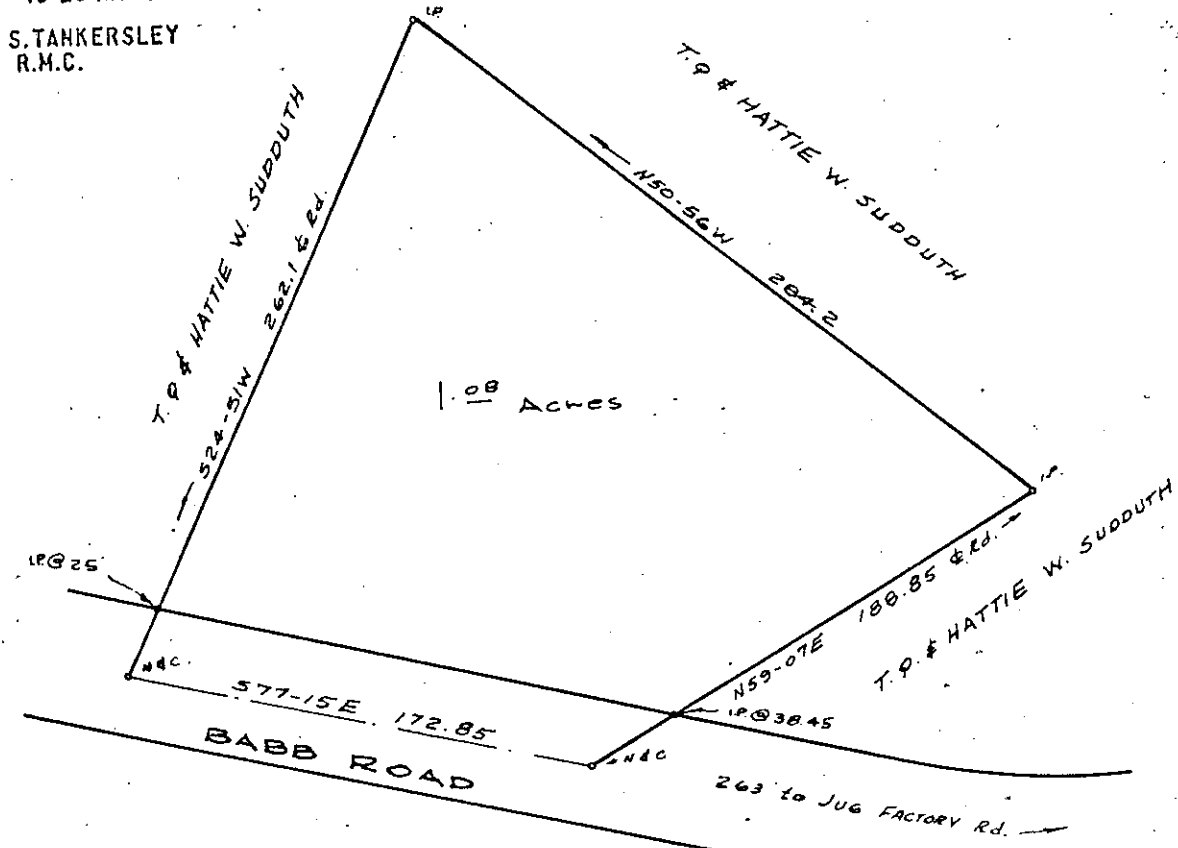 S. TANKERSLEY
R.M.C.
I.P.
T.Q & HATTIE W. SUDDUTH
T.Q & HATTIE W. SUDDUTH
N50-56W 284.2
S24-51W 262.1 ℄ Rd.
1.08 Acres
I.P.
I.P.@25
N59-07E 188.85 ℄ Rd.
T.Q. & HATTIE W. SUDDUTH
N&C.
S77-15E 172.85
I.P.@38.45
N&C
BABB ROAD
263' to JUG FACTORY Rd.